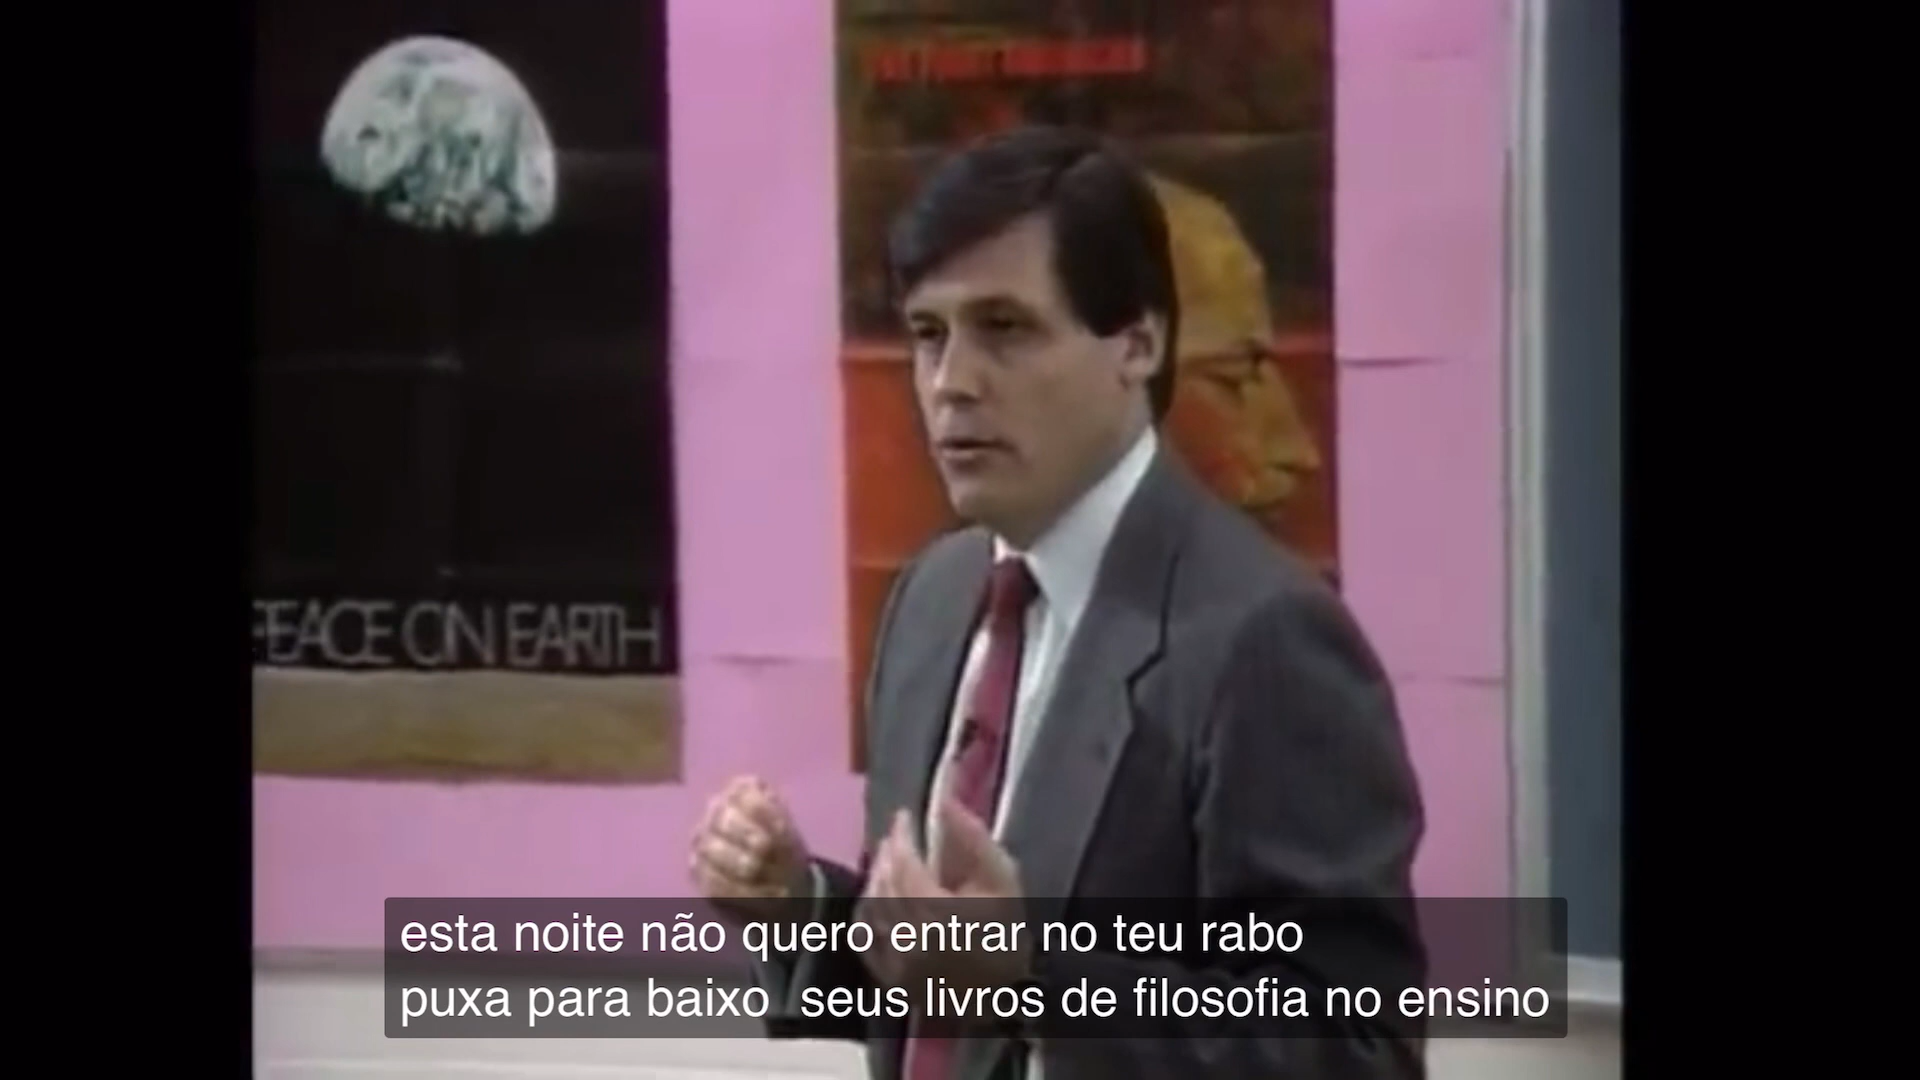 PEACE ON EARTH
esta noite não quero entrar no teu rabo
puxa para baixo  seus livros de filosofia no ensino